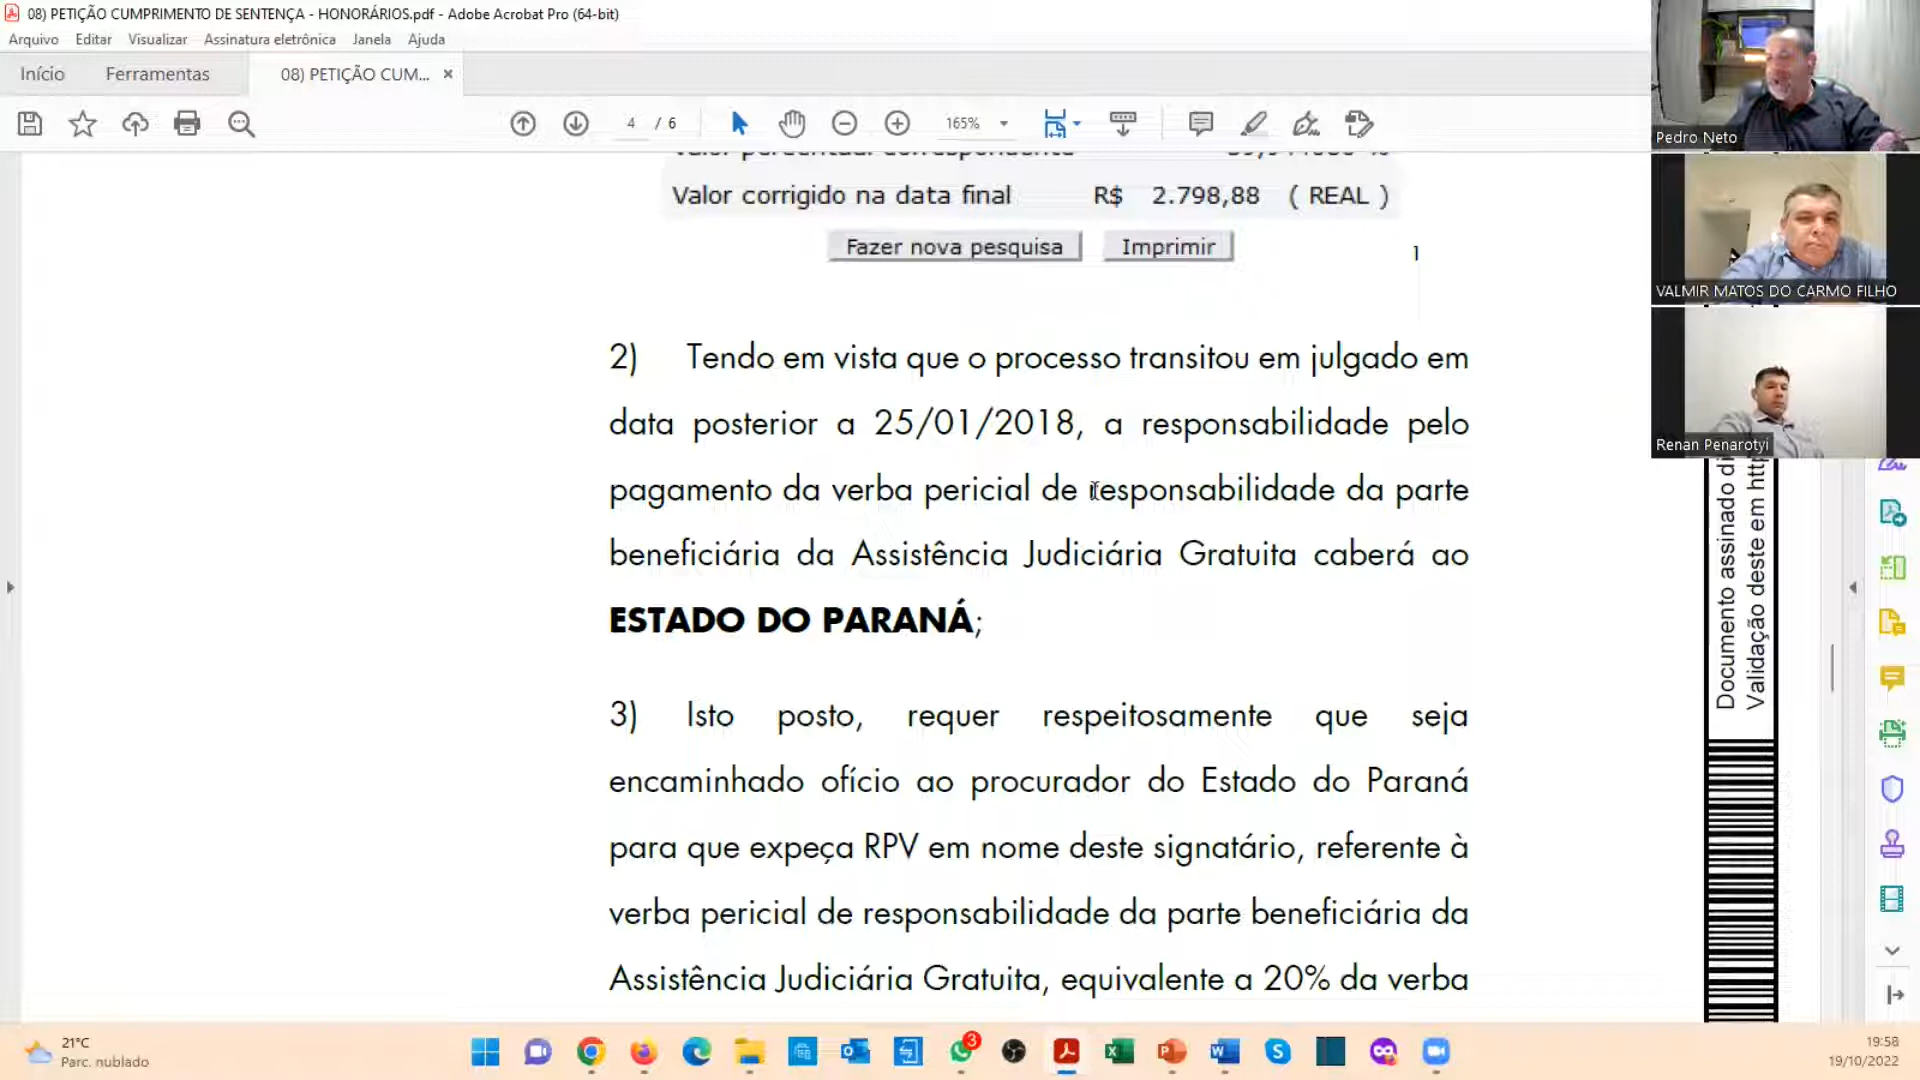 08) PETIÇÃO CUMPRIMENTO DE SENTENÇA - HONORÁRIOS.pdf - Adobe Acrobat Pro (64-bit)
Arquivo Editar Visualizar Assinatura eletrônica Janela Ajuda
Início Ferramentas 08) PETIÇÃO CUM... ×
4 / 6 165%
Pedro Neto
VALMIR MATOS DO CARMO FILHO
Renan Penarotyi
Valor percentual correspondente
Valor corrigido na data final R$ 2.798,88 ( REAL )
Fazer nova pesquisa Imprimir
1
2) Tendo em vista que o processo transitou em julgado em
data posterior a 25/01/2018, a responsabilidade pelo
pagamento da verba pericial de responsabilidade da parte
beneficiária da Assistência Judiciária Gratuita caberá ao
ESTADO DO PARANÁ;
3) Isto posto, requer respeitosamente que seja
encaminhado ofício ao procurador do Estado do Paraná
para que expeça RPV em nome deste signatário, referente à
verba pericial de responsabilidade da parte beneficiária da
Assistência Judiciária Gratuita, equivalente a 20% da verba
Documento assinado di
Validação deste em http
21°C
Parc. nublado
3
19:58
19/10/2022